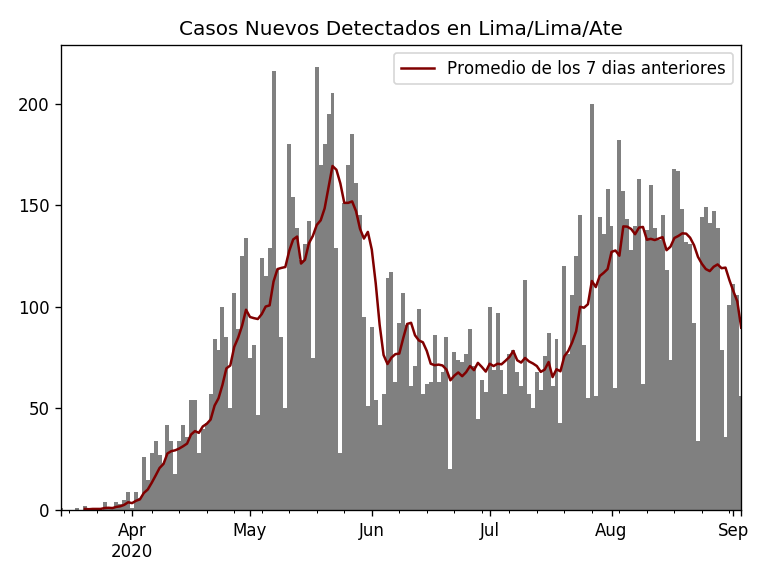 Casos Nuevos Detectados en Lima/Lima/Ate
Promedio de los 7 dias anteriores
200
150
100
50
0
Apr May Jun Jul Aug Sep
2020